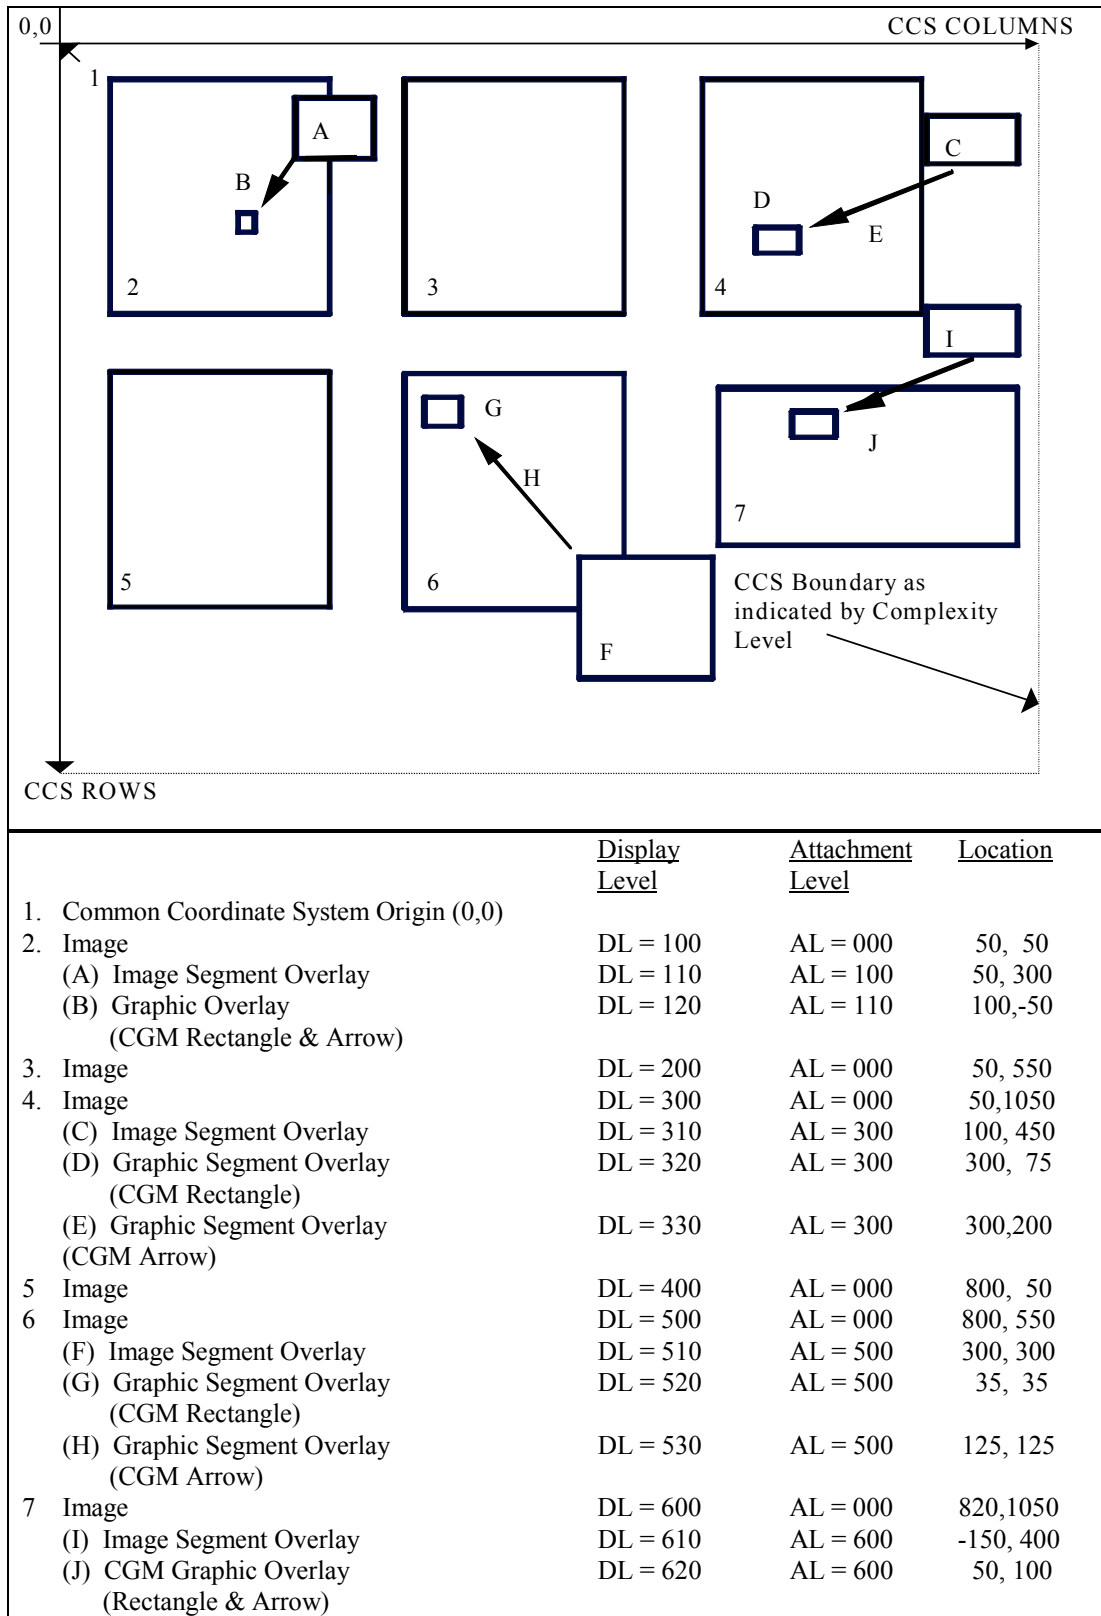 0,0
CCS COLUMNS
1
A
C
B
D
E
2
3
4
I
G
J
H
7
5
6
CCS Boundary as
indicated by Complexity
Level
F
CCS ROWS
Display Attachment Location
Level Level
1. Common Coordinate System Origin (0,0)
2. Image DL = 100 AL = 000 50, 50
(A) Image Segment Overlay DL = 110 AL = 100 50, 300
(B) Graphic Overlay DL = 120 AL = 110 100,-50
(CGM Rectangle & Arrow)
3. Image DL = 200 AL = 000 50, 550
4. Image DL = 300 AL = 000 50,1050
(C) Image Segment Overlay DL = 310 AL = 300 100, 450
(D) Graphic Segment Overlay DL = 320 AL = 300 300, 75
(CGM Rectangle)
(E) Graphic Segment Overlay DL = 330 AL = 300 300,200
(CGM Arrow)
5 Image DL = 400 AL = 000 800, 50
6 Image DL = 500 AL = 000 800, 550
(F) Image Segment Overlay DL = 510 AL = 500 300, 300
(G) Graphic Segment Overlay DL = 520 AL = 500 35, 35
(CGM Rectangle)
(H) Graphic Segment Overlay DL = 530 AL = 500 125, 125
(CGM Arrow)
7 Image DL = 600 AL = 000 820,1050
(I) Image Segment Overlay DL = 610 AL = 600 -150, 400
(J) CGM Graphic Overlay DL = 620 AL = 600 50, 100
(Rectangle & Arrow)